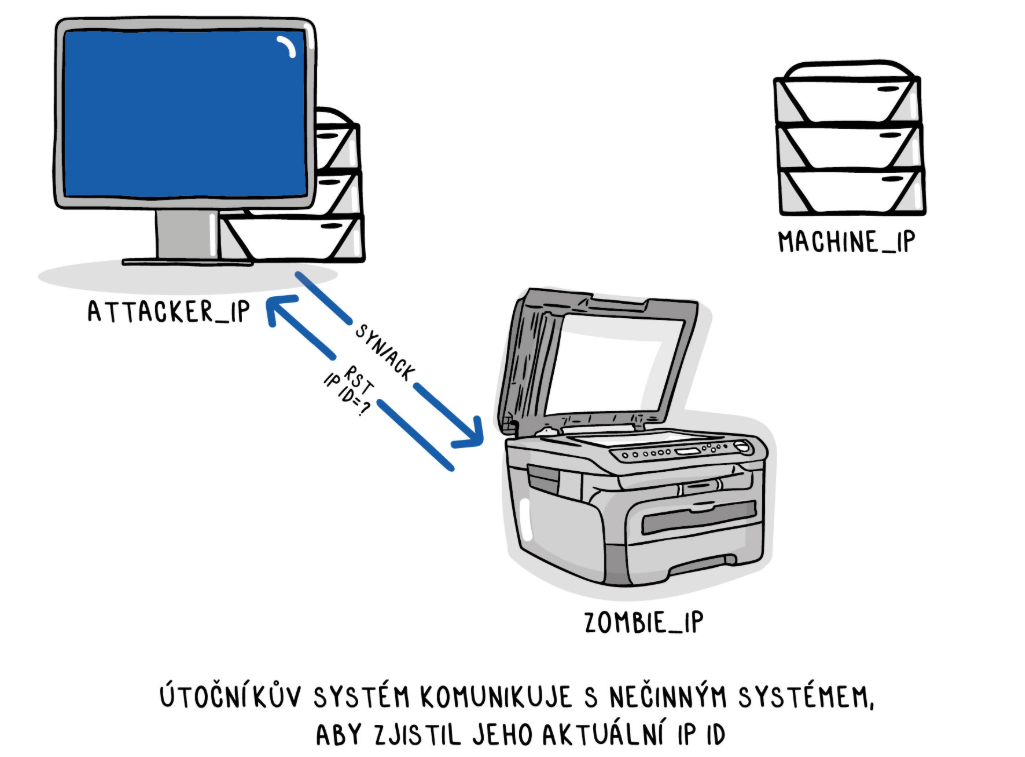 MACHINE_IP
ATTACKER_IP
SYN/ACK
RST
IP ID=?
ZOMBIE_IP
ÚTOČNÍKŮV SYSTÉM KOMUNIKUJE S NEČINNÝM SYSTÉMEM,
ABY ZJISTIL JEHO AKTUÁLNÍ IP ID